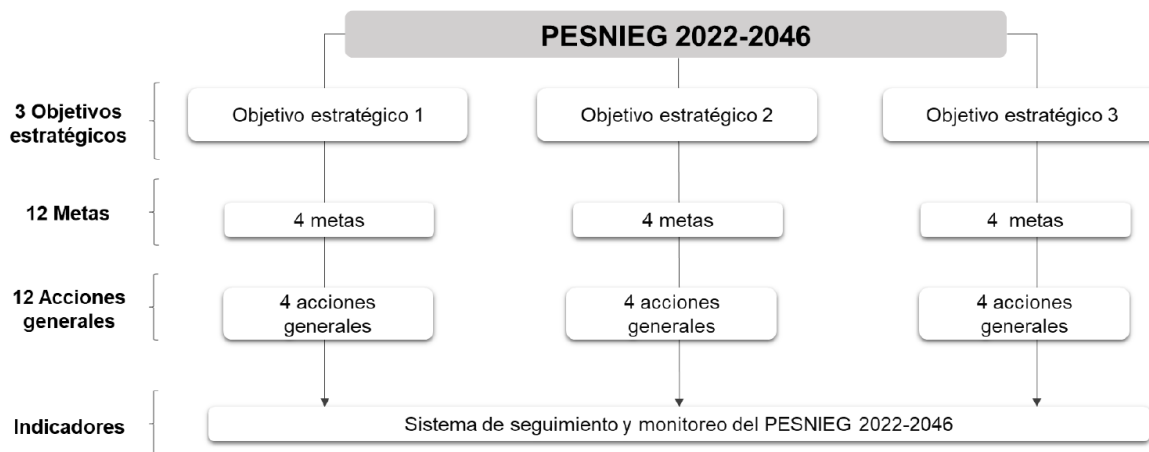 PESNIEG 2022-2046
3 Objetivos
estratégicos
Objetivo estratégico 1
Objetivo estratégico 2
Objetivo estratégico 3
12 Metas
4 metas
4 metas
4 metas
12 Acciones
generales
4 acciones
generales
4 acciones
generales
4 acciones
generales
Indicadores
Sistema de seguimiento y monitoreo del PESNIEG 2022-2046